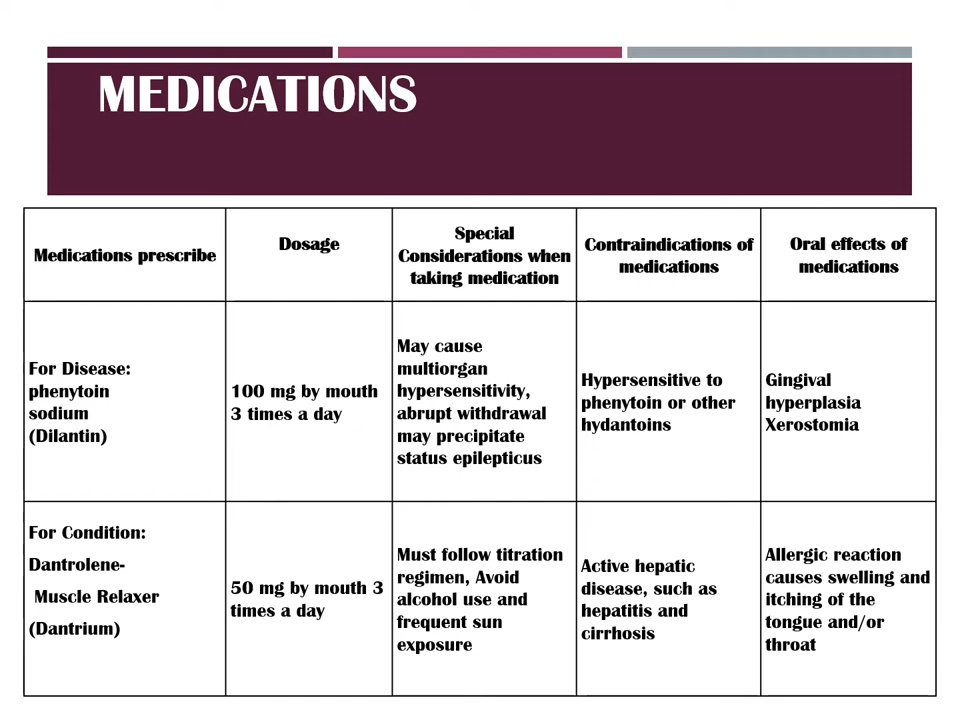 MEDICATIONS
Medications prescribe
Dosage
Special
Considerations when
taking medication
Contraindications of
medications
Oral effects of
medications
For Disease:
phenytoin
sodium
(Dilantin)
100 mg by mouth
3 times a day
May cause
multiorgan
hypersensitivity,
abrupt withdrawal
may precipitate
status epilepticus
Hypersensitive to
phenytoin or other
hydantoins
Gingival
hyperplasia
Xerostomia
For Condition:
Dantrolene-
Muscle Relaxer
(Dantrium)
50 mg by mouth 3
times a day
Must follow titration
regimen, Avoid
alcohol use and
frequent sun
exposure
Active hepatic
disease, such as
hepatitis and
cirrhosis
Allergic reaction
causes swelling and
itching of the
tongue and/or
throat